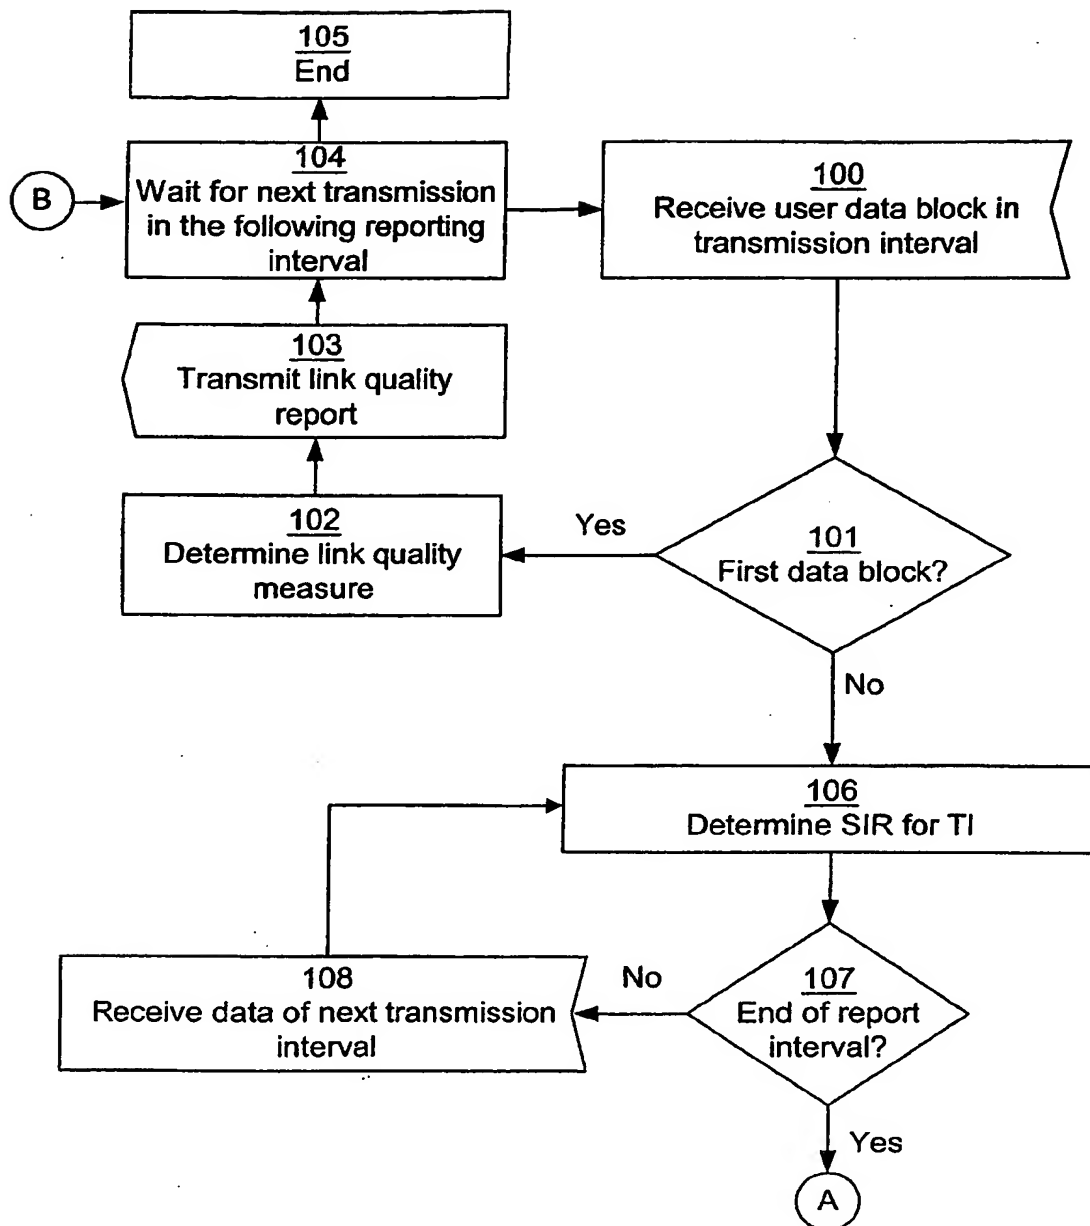 105
End
104
Wait for next transmission
in the following reporting
interval
B
100
Receive user data block in
transmission interval
103
Transmit link quality
report
102
Determine link quality
measure
Yes
101
First data block?
No
106
Determine SIR for TI
108
Receive data of next transmission
interval
No
107
End of report
interval?
Yes
A